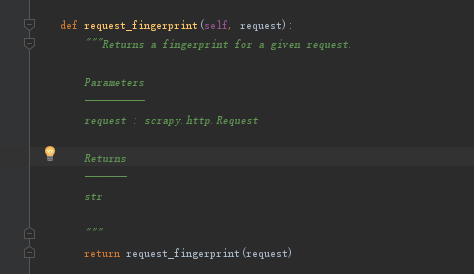 def request_fingerprint(self, request):
"""Returns a fingerprint for a given request.
Parameters
----------
request : scrapy.http.Request
Returns
-------
str
"""
return request_fingerprint(request)